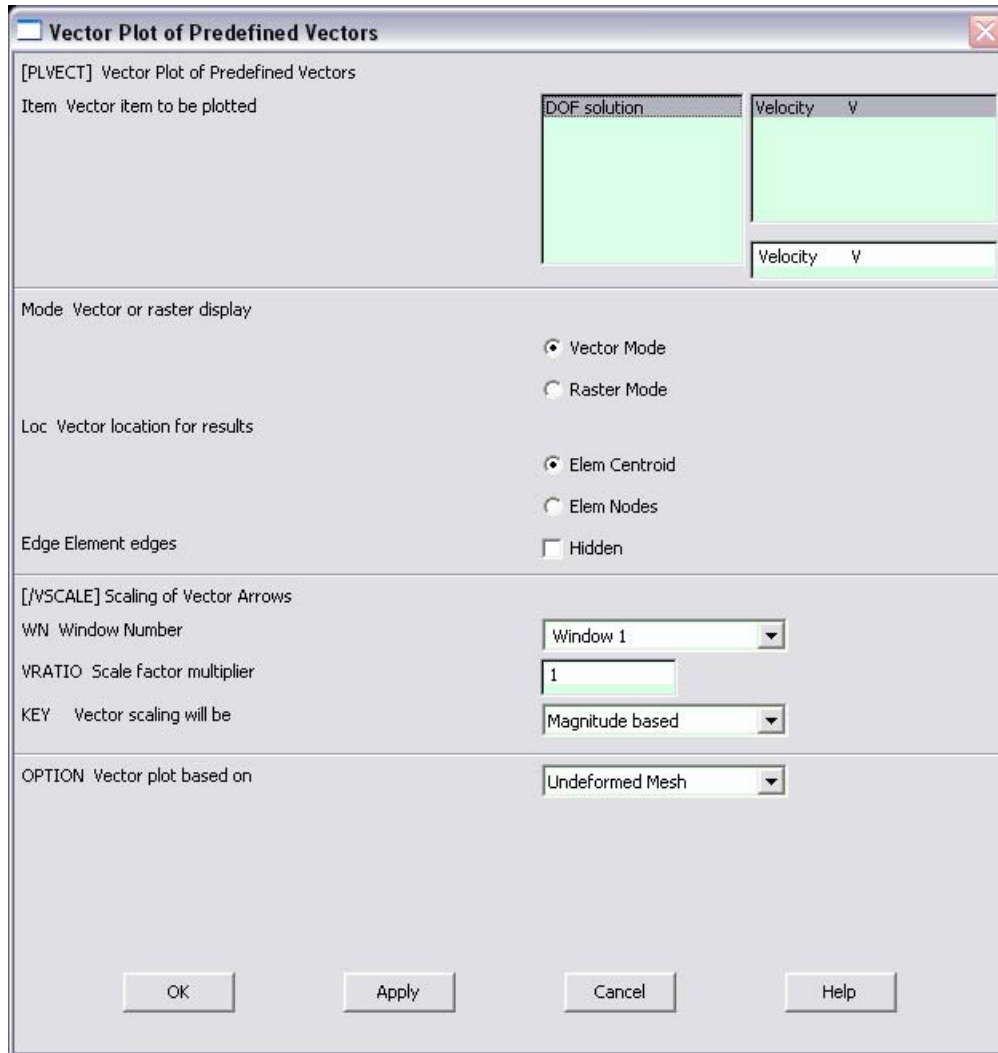 Vector Plot of Predefined Vectors
[PLVECT] Vector Plot of Predefined Vectors
Item Vector item to be plotted
DOF solution
Velocity V
Velocity V
Mode Vector or raster display
Vector Mode
Raster Mode
Loc Vector location for results
Elem Centroid
Elem Nodes
Edge Element edges
Hidden
[/VSCALE] Scaling of Vector Arrows
WN Window Number
Window 1
VRATIO Scale factor multiplier
1
KEY Vector scaling will be
Magnitude based
OPTION Vector plot based on
Undeformed Mesh
OK
Apply
Cancel
Help